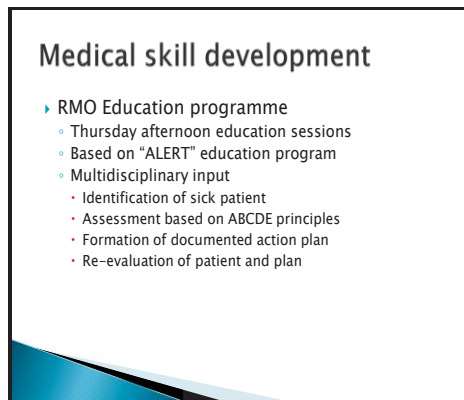 Medical skill development
RMO Education programme
Thursday afternoon education sessions
Based on “ALERT” education program
Multidisciplinary input
Identification of sick patient
Assessment based on ABCDE principles
Formation of documented action plan
Re-evaluation of patient and plan